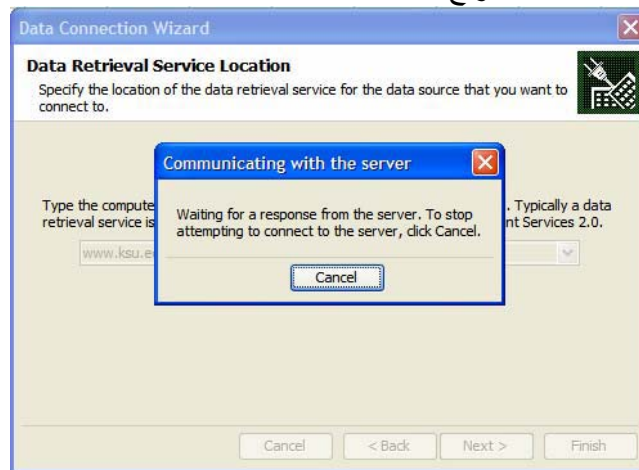 Data Connection Wizard
Data Retrieval Service Location
Specify the location of the data retrieval service for the data source that you want to
connect to.
Communicating with the server
Type the compute . Typically a data
retrieval service is nt Services 2.0.
Waiting for a response from the server. To stop
attempting to connect to the server, click Cancel.
www.ksu.e
Cancel
Cancel < Back Next > Finish